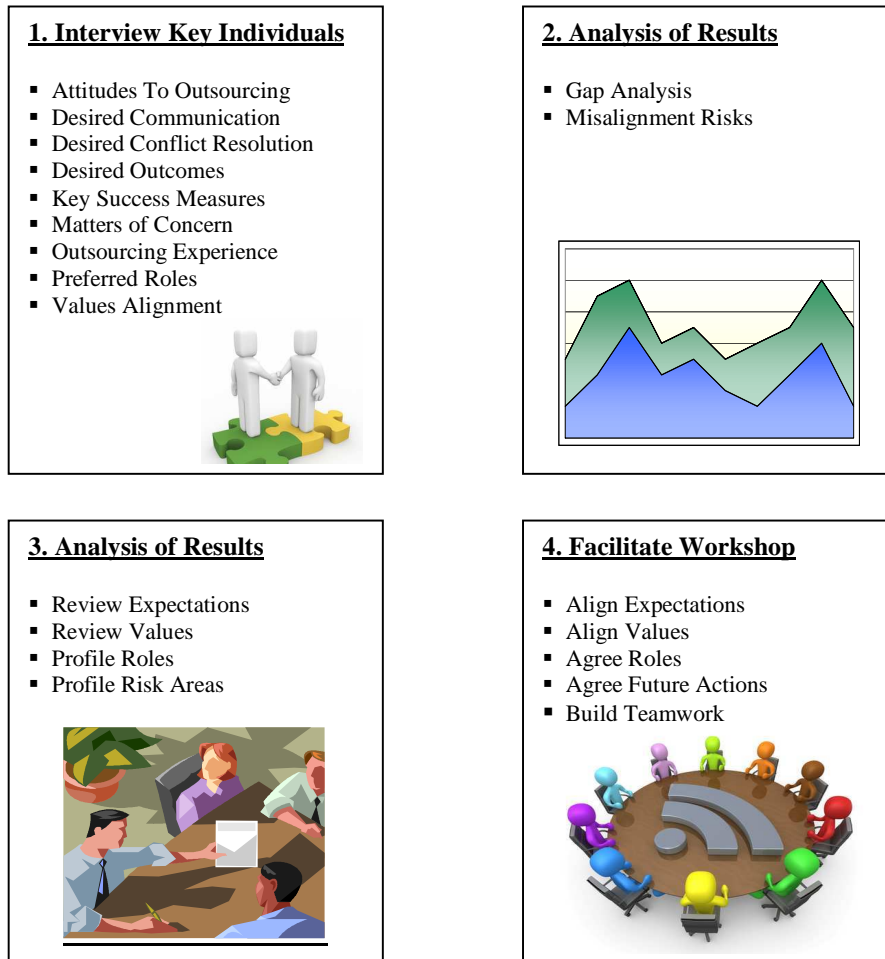 1. Interview Key Individuals
▪ Attitudes To Outsourcing
▪ Desired Communication
▪ Desired Conflict Resolution
▪ Desired Outcomes
▪ Key Success Measures
▪ Matters of Concern
▪ Outsourcing Experience
▪ Preferred Roles
▪ Values Alignment
2. Analysis of Results
▪ Gap Analysis
▪ Misalignment Risks
3. Analysis of Results
▪ Review Expectations
▪ Review Values
▪ Profile Roles
▪ Profile Risk Areas
4. Facilitate Workshop
▪ Align Expectations
▪ Align Values
▪ Agree Roles
▪ Agree Future Actions
▪ Build Teamwork